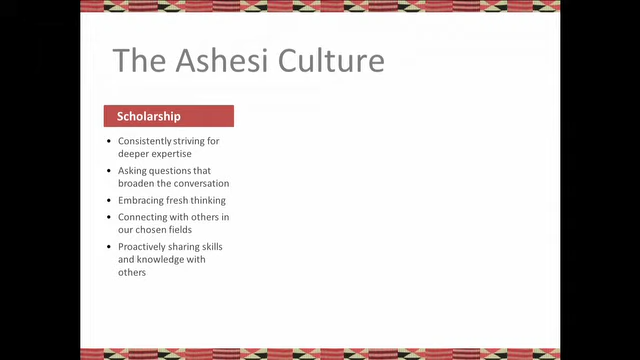 The Ashesi Culture
Scholarship
• Consistently striving for
deeper expertise
• Asking questions that
broaden the conversation
• Embracing fresh thinking
• Connecting with others in
our chosen fields
• Proactively sharing skills
and knowledge with
others